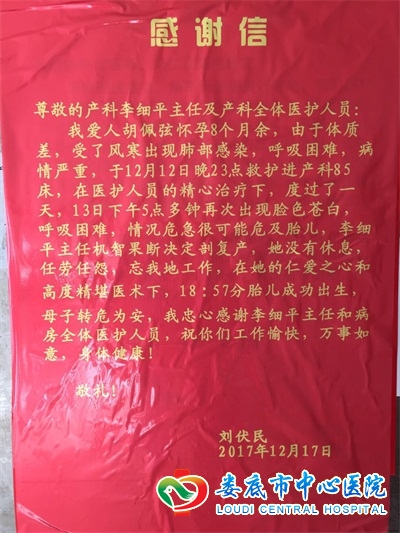 感谢信
尊敬的产科李细平主任及产科全体医护人员：
我爱人胡佩弦怀孕8个月余，由于体质
差，受了风寒出现肺部感染，呼吸困难，病
情严重，于12月12日晚23点救护进产科85
床，在医护人员的精心治疗下，度过了一
天，13日下午5点多钟再次出现脸色苍白，
呼吸困难，情况危急很可能危及胎儿，李细
平主任机智果断决定剖复产，她没有休息，
任劳任怨，忘我地工作，在她的仁爱之心和
高度精堪医术下，18：57分胎儿成功出生，
母子转危为安，我忠心感谢李细平主任和病
房全体医护人员，祝你们工作愉快，万事如
意，身体健康！
敬礼！
刘伏民
2017年12月17日
娄底市中心医院
LOUDI CENTRAL HOSPITAL